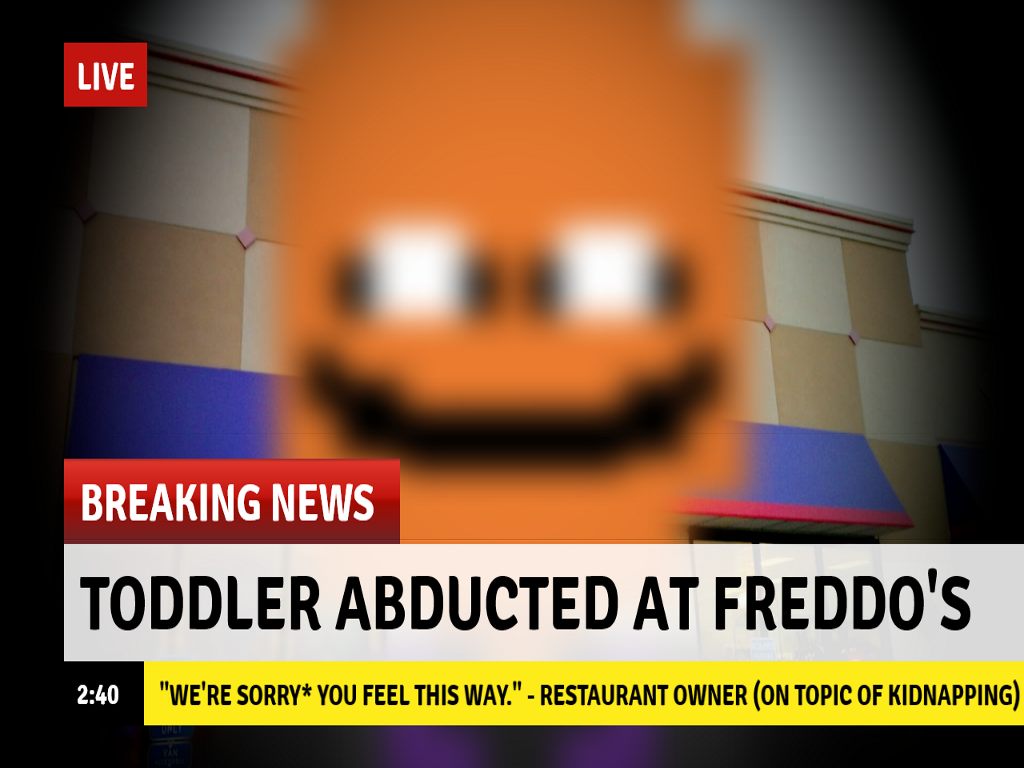 LIVE
BREAKING NEWS
TODDLER ABDUCTED AT FREDDO'S
2:40
"WE'RE SORRY* YOU FEEL THIS WAY." - RESTAURANT OWNER (ON TOPIC OF KIDNAPPING)